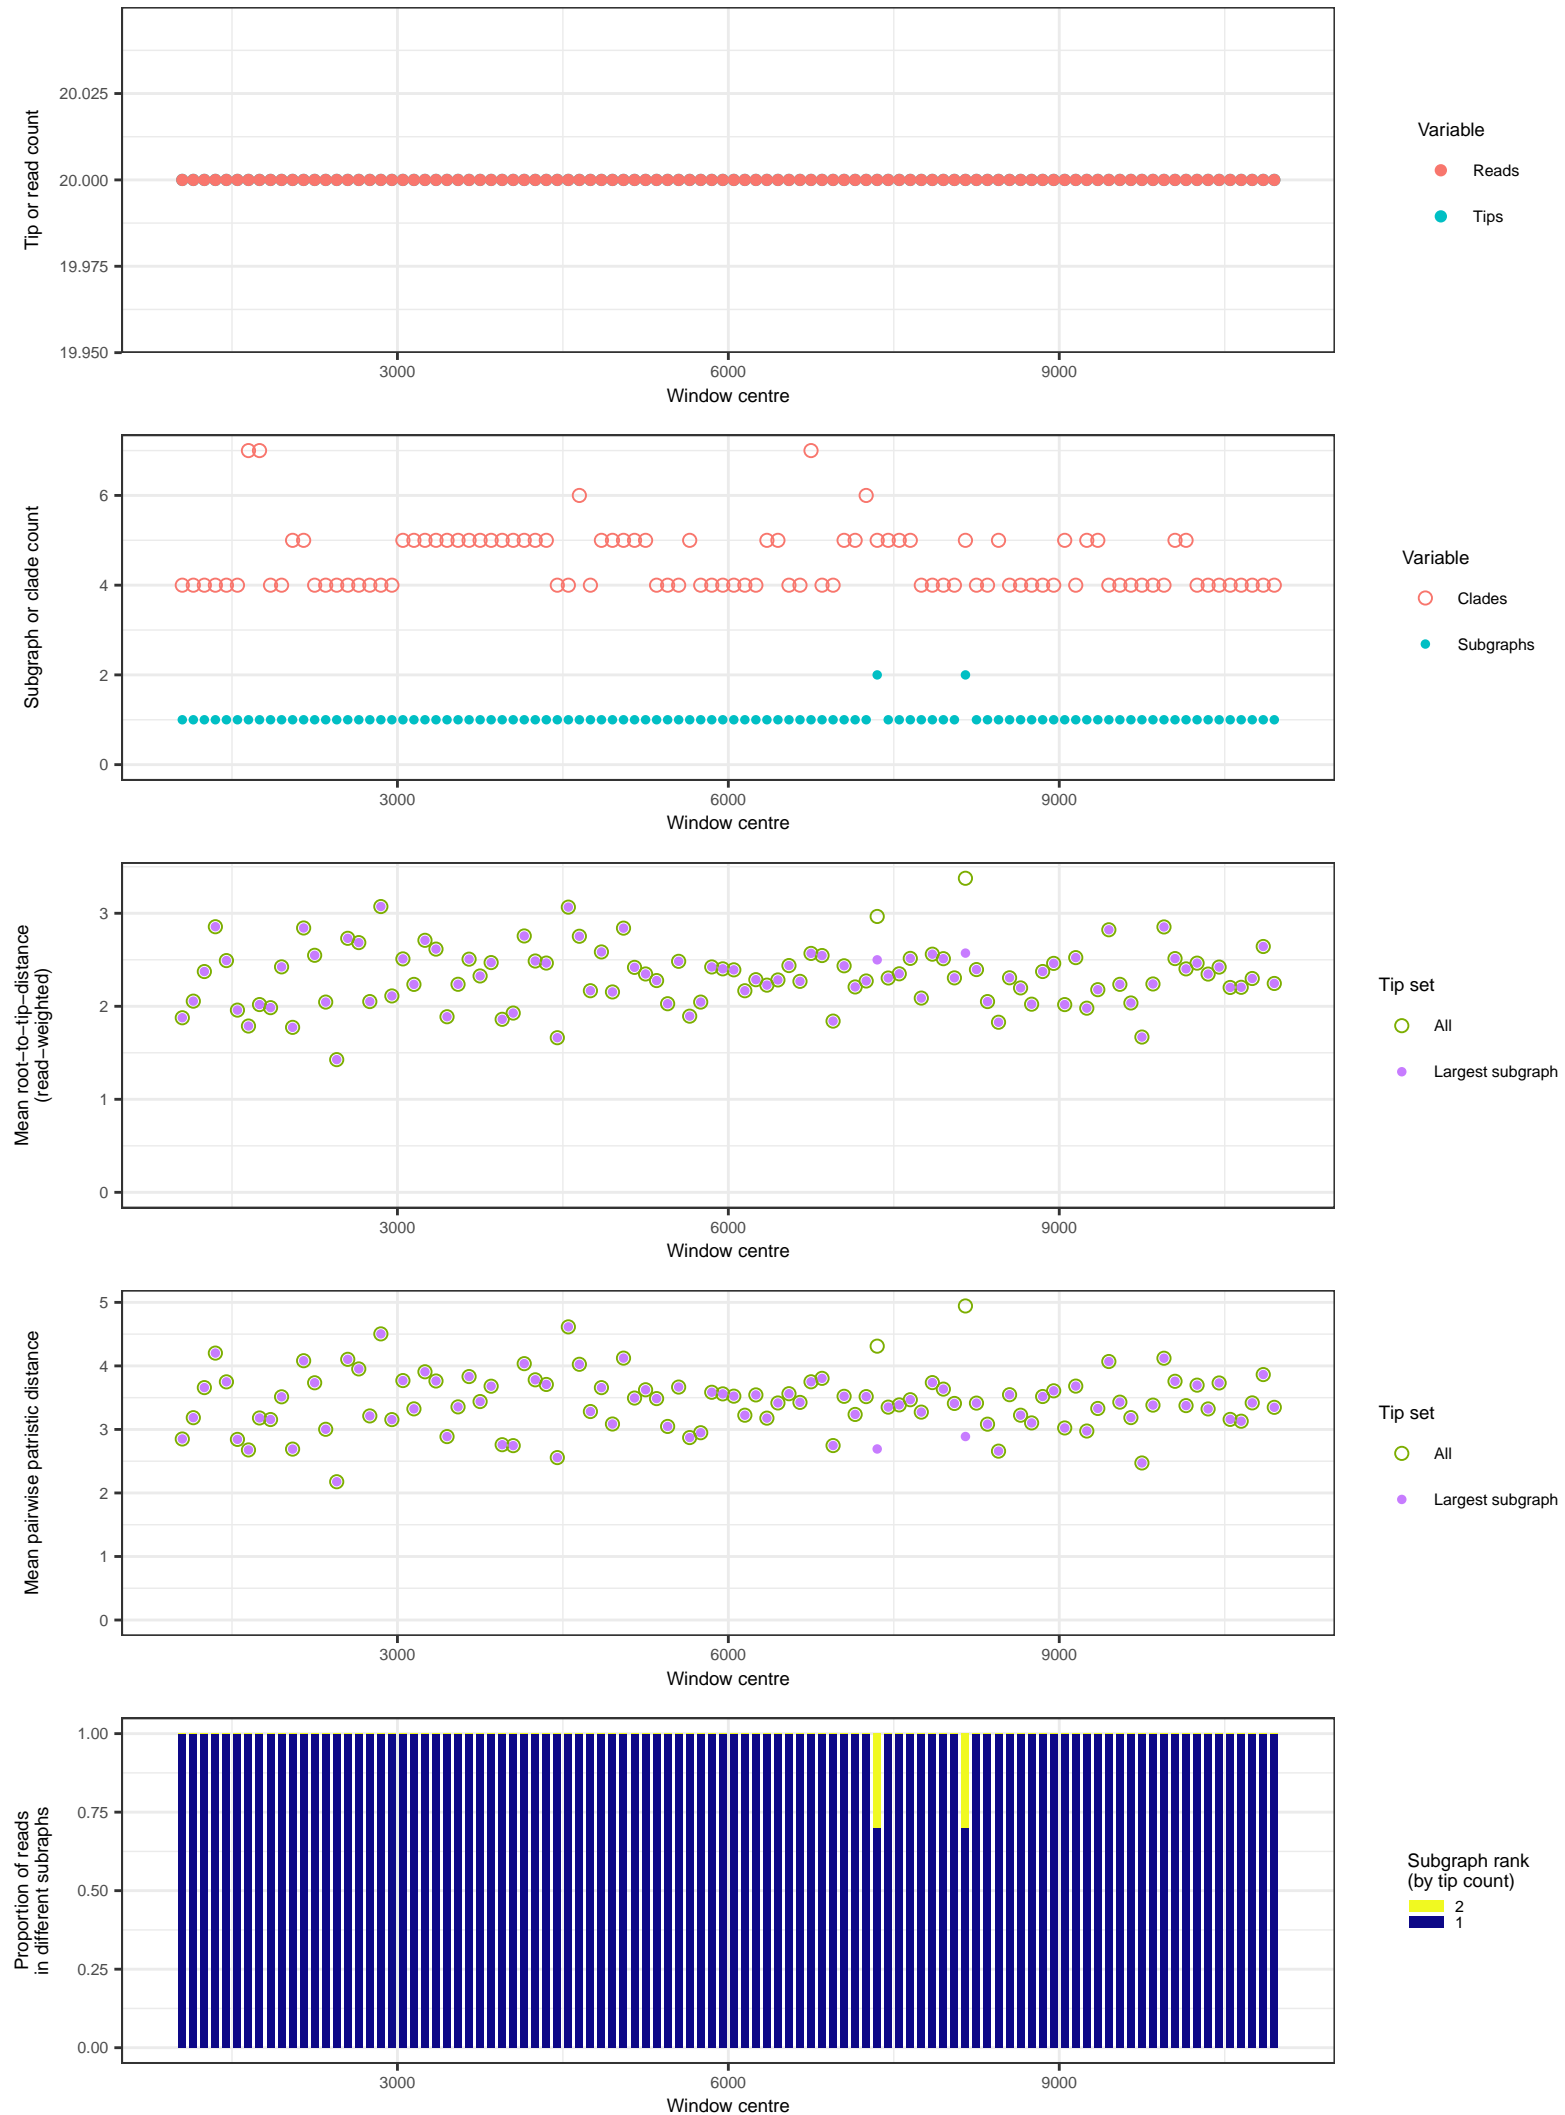 20.025
20.000
19.975
19.950
Tip or read count
3000 6000 9000
Window centre
Variable
Reads
Tips
6
4
2
0
Subgraph or clade count
3000 6000 9000
Window centre
Variable
Clades
Subgraphs
3
2
1
0
Mean root-to-tip-distance
(read-weighted)
3000 6000 9000
Window centre
Tip set
All
Largest subgraph
5
4
3
2
1
0
Mean pairwise patristic distance
3000 6000 9000
Window centre
Tip set
All
Largest subgraph
1.00
0.75
0.50
0.25
0.00
Proportion of reads
in different subraphs
3000 6000 9000
Window centre
Subgraph rank
(by tip count)
2
1